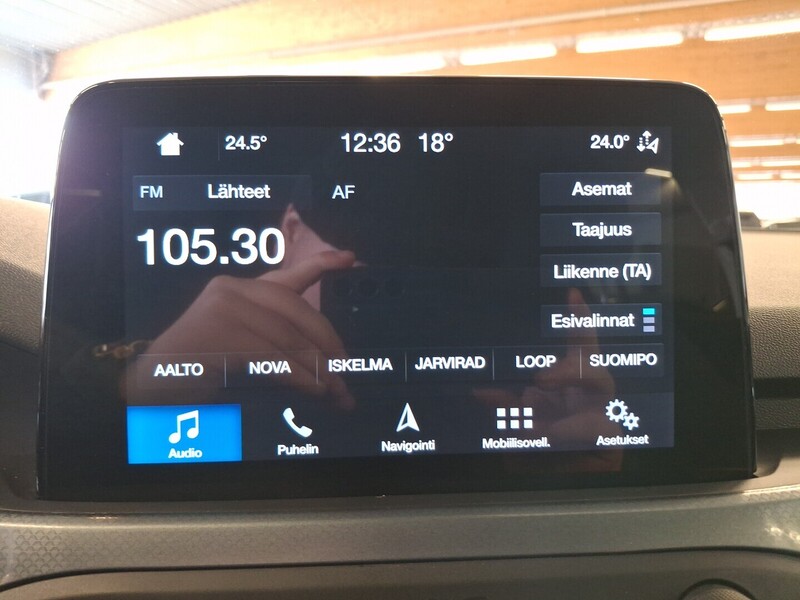 24.5° 12:36 18° 24.0°
FM Lähteet AF Asemat
105.30 Taajuus
Liikenne (TA)
Esivalinnat
AALTO NOVA ISKELMA JARVIRAD LOOP SUOMIPO
Audio Puhelin Navigointi Mobiilisovell. Asetukset